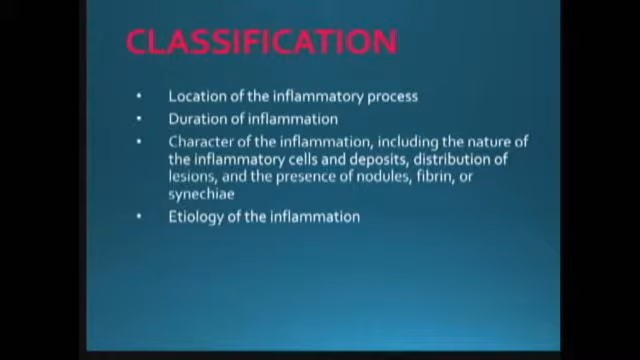 CLASSIFICATION
• Location of the inflammatory process
• Duration of inflammation
• Character of the inflammation, including the nature of
the inflammatory cells and deposits, distribution of
lesions, and the presence of nodules, fibrin, or
synechiae
• Etiology of the inflammation